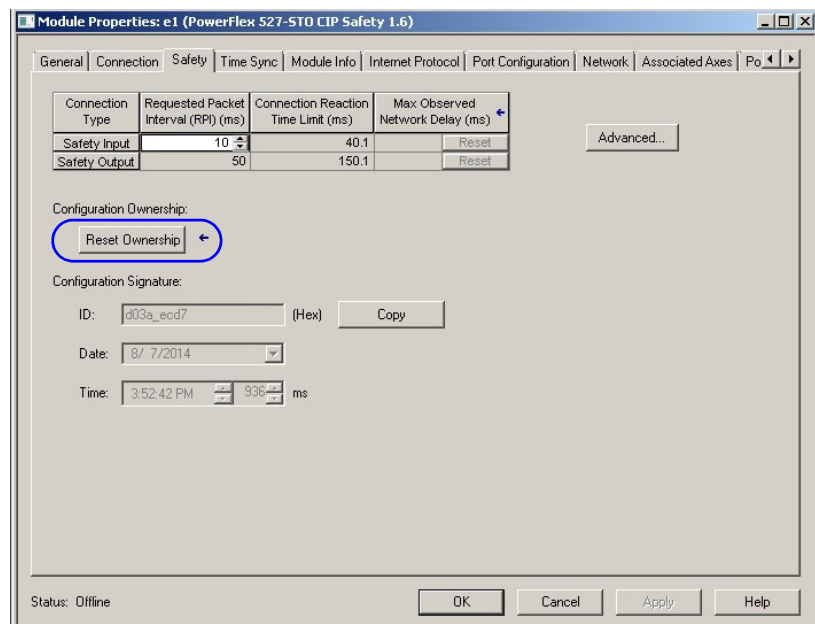 Module Properties: e1 (PowerFlex 527-STO CIP Safety 1.6)
General Connection Safety Time Sync Module Info Internet Protocol Port Configuration Network Associated Axes Po
Connection Type Requested Packet Interval (RPI) (ms) Connection Reaction Time Limit (ms) Max Observed Network Delay (ms)
Safety Input 10 40.1 Reset
Safety Output 50 150.1 Reset
Advanced...
Configuration Ownership:
Reset Ownership
Configuration Signature:
ID: d03a_ecd7 (Hex) Copy
Date: 8/ 7/2014
Time: 3:52:42 PM 936 ms
Status: Offline OK Cancel Apply Help